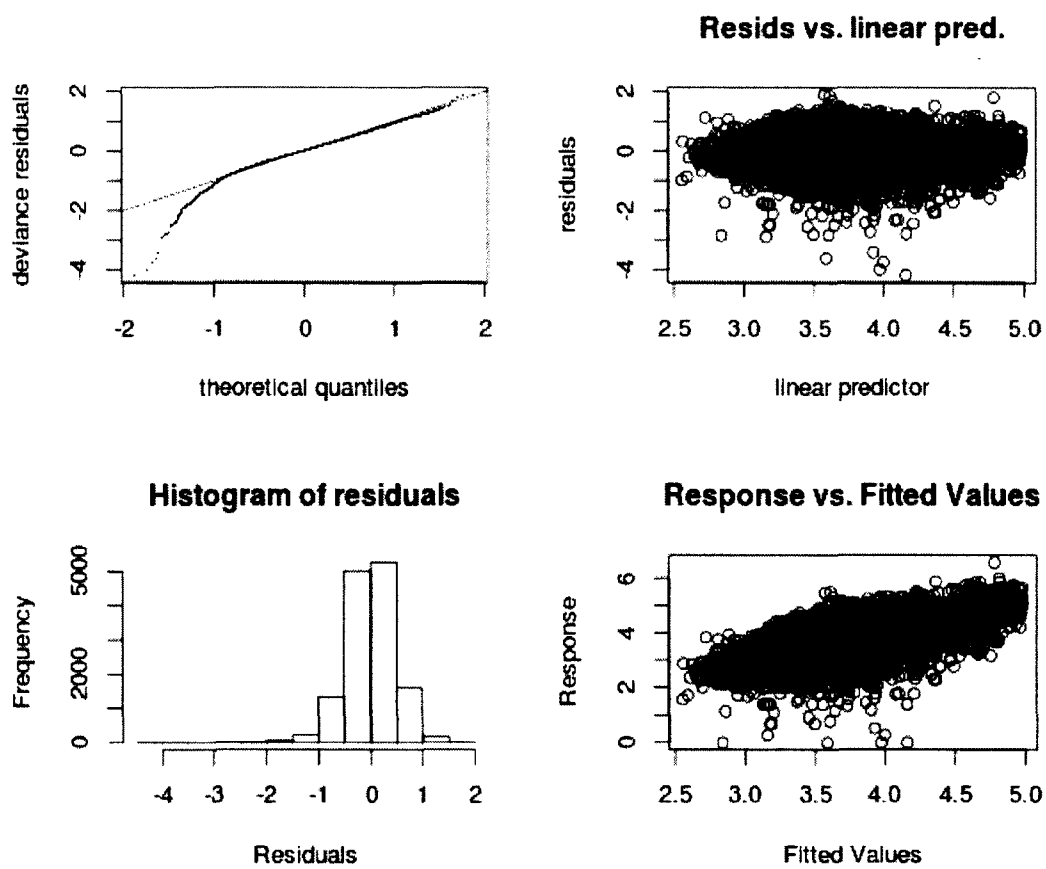 deviance residuals
2
0
-2
-4
-2 -1 0 1 2
theoretical quantiles
Resids vs. linear pred.
residuals
2
0
-2
-4
2.5 3.0 3.5 4.0 4.5 5.0
linear predictor
Histogram of residuals
Frequency
5000
2000
0
-4 -3 -2 -1 0 1 2
Residuals
Response vs. Fitted Values
Response
6
4
2
0
2.5 3.0 3.5 4.0 4.5 5.0
Fitted Values